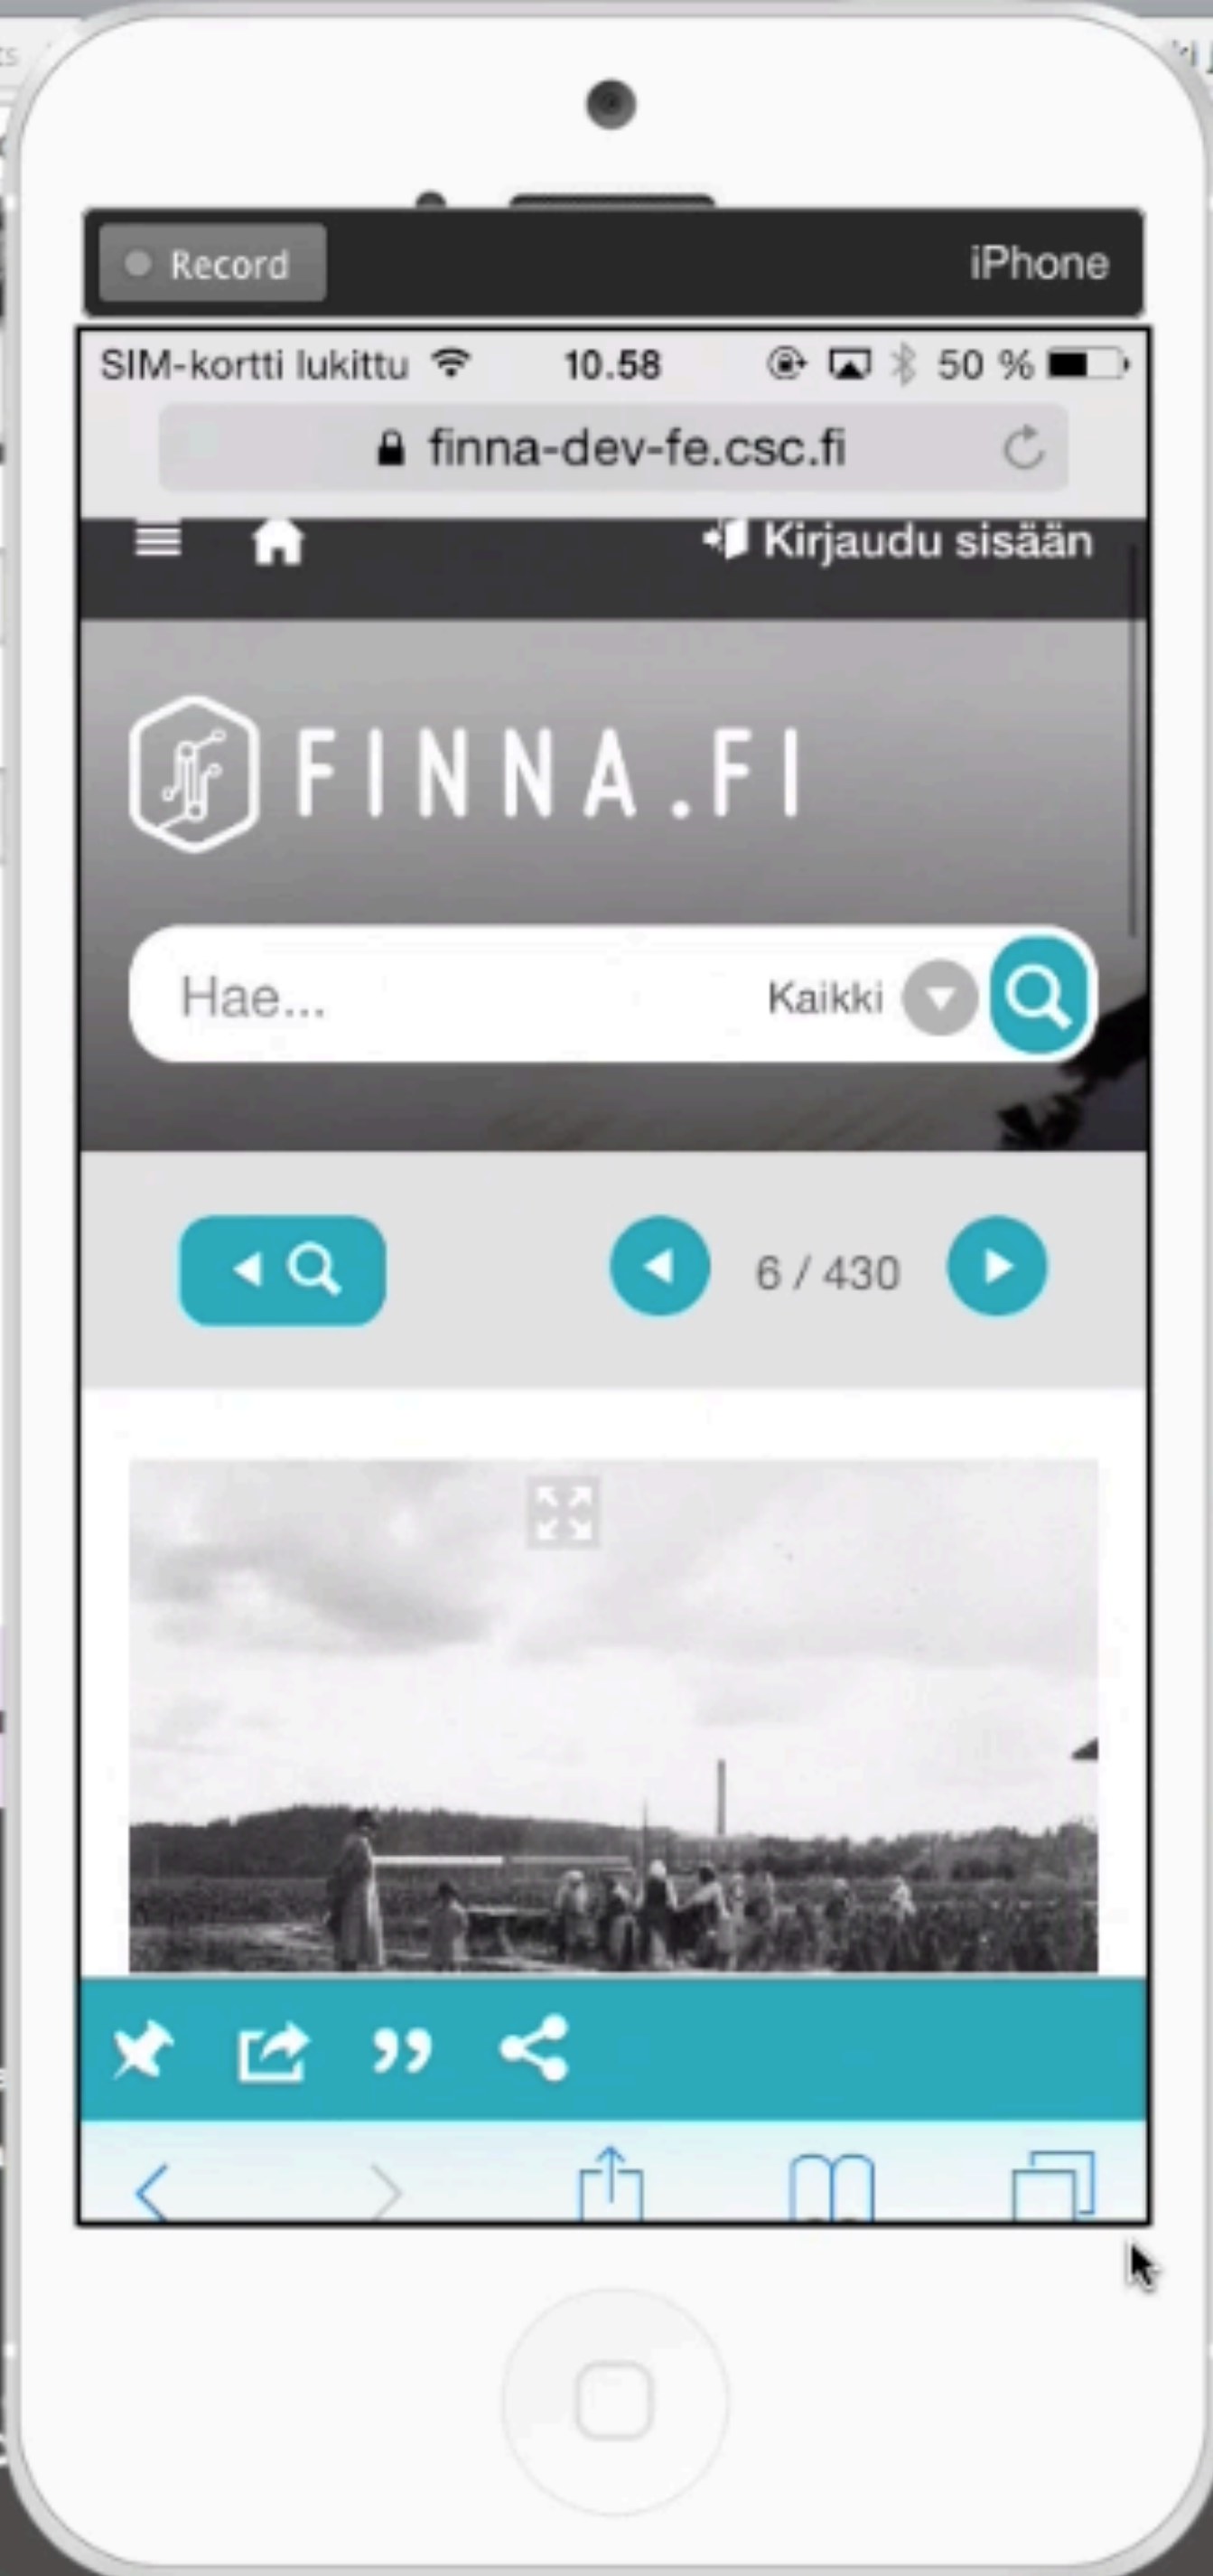 Record
iPhone
SIM-kortti lukittu 10.58 50 %
finna-dev-fe.csc.fi
Kirjaudu sisään
FINNA.FI
Hae...
Kaikki
6 / 430